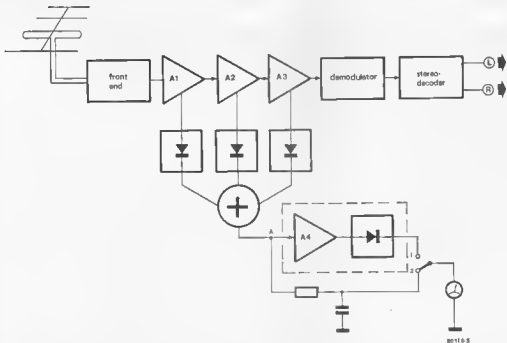 front
end
A1
A2
A3
demodulator
stereo-
decoder
L
R
+
A
A4
1
2